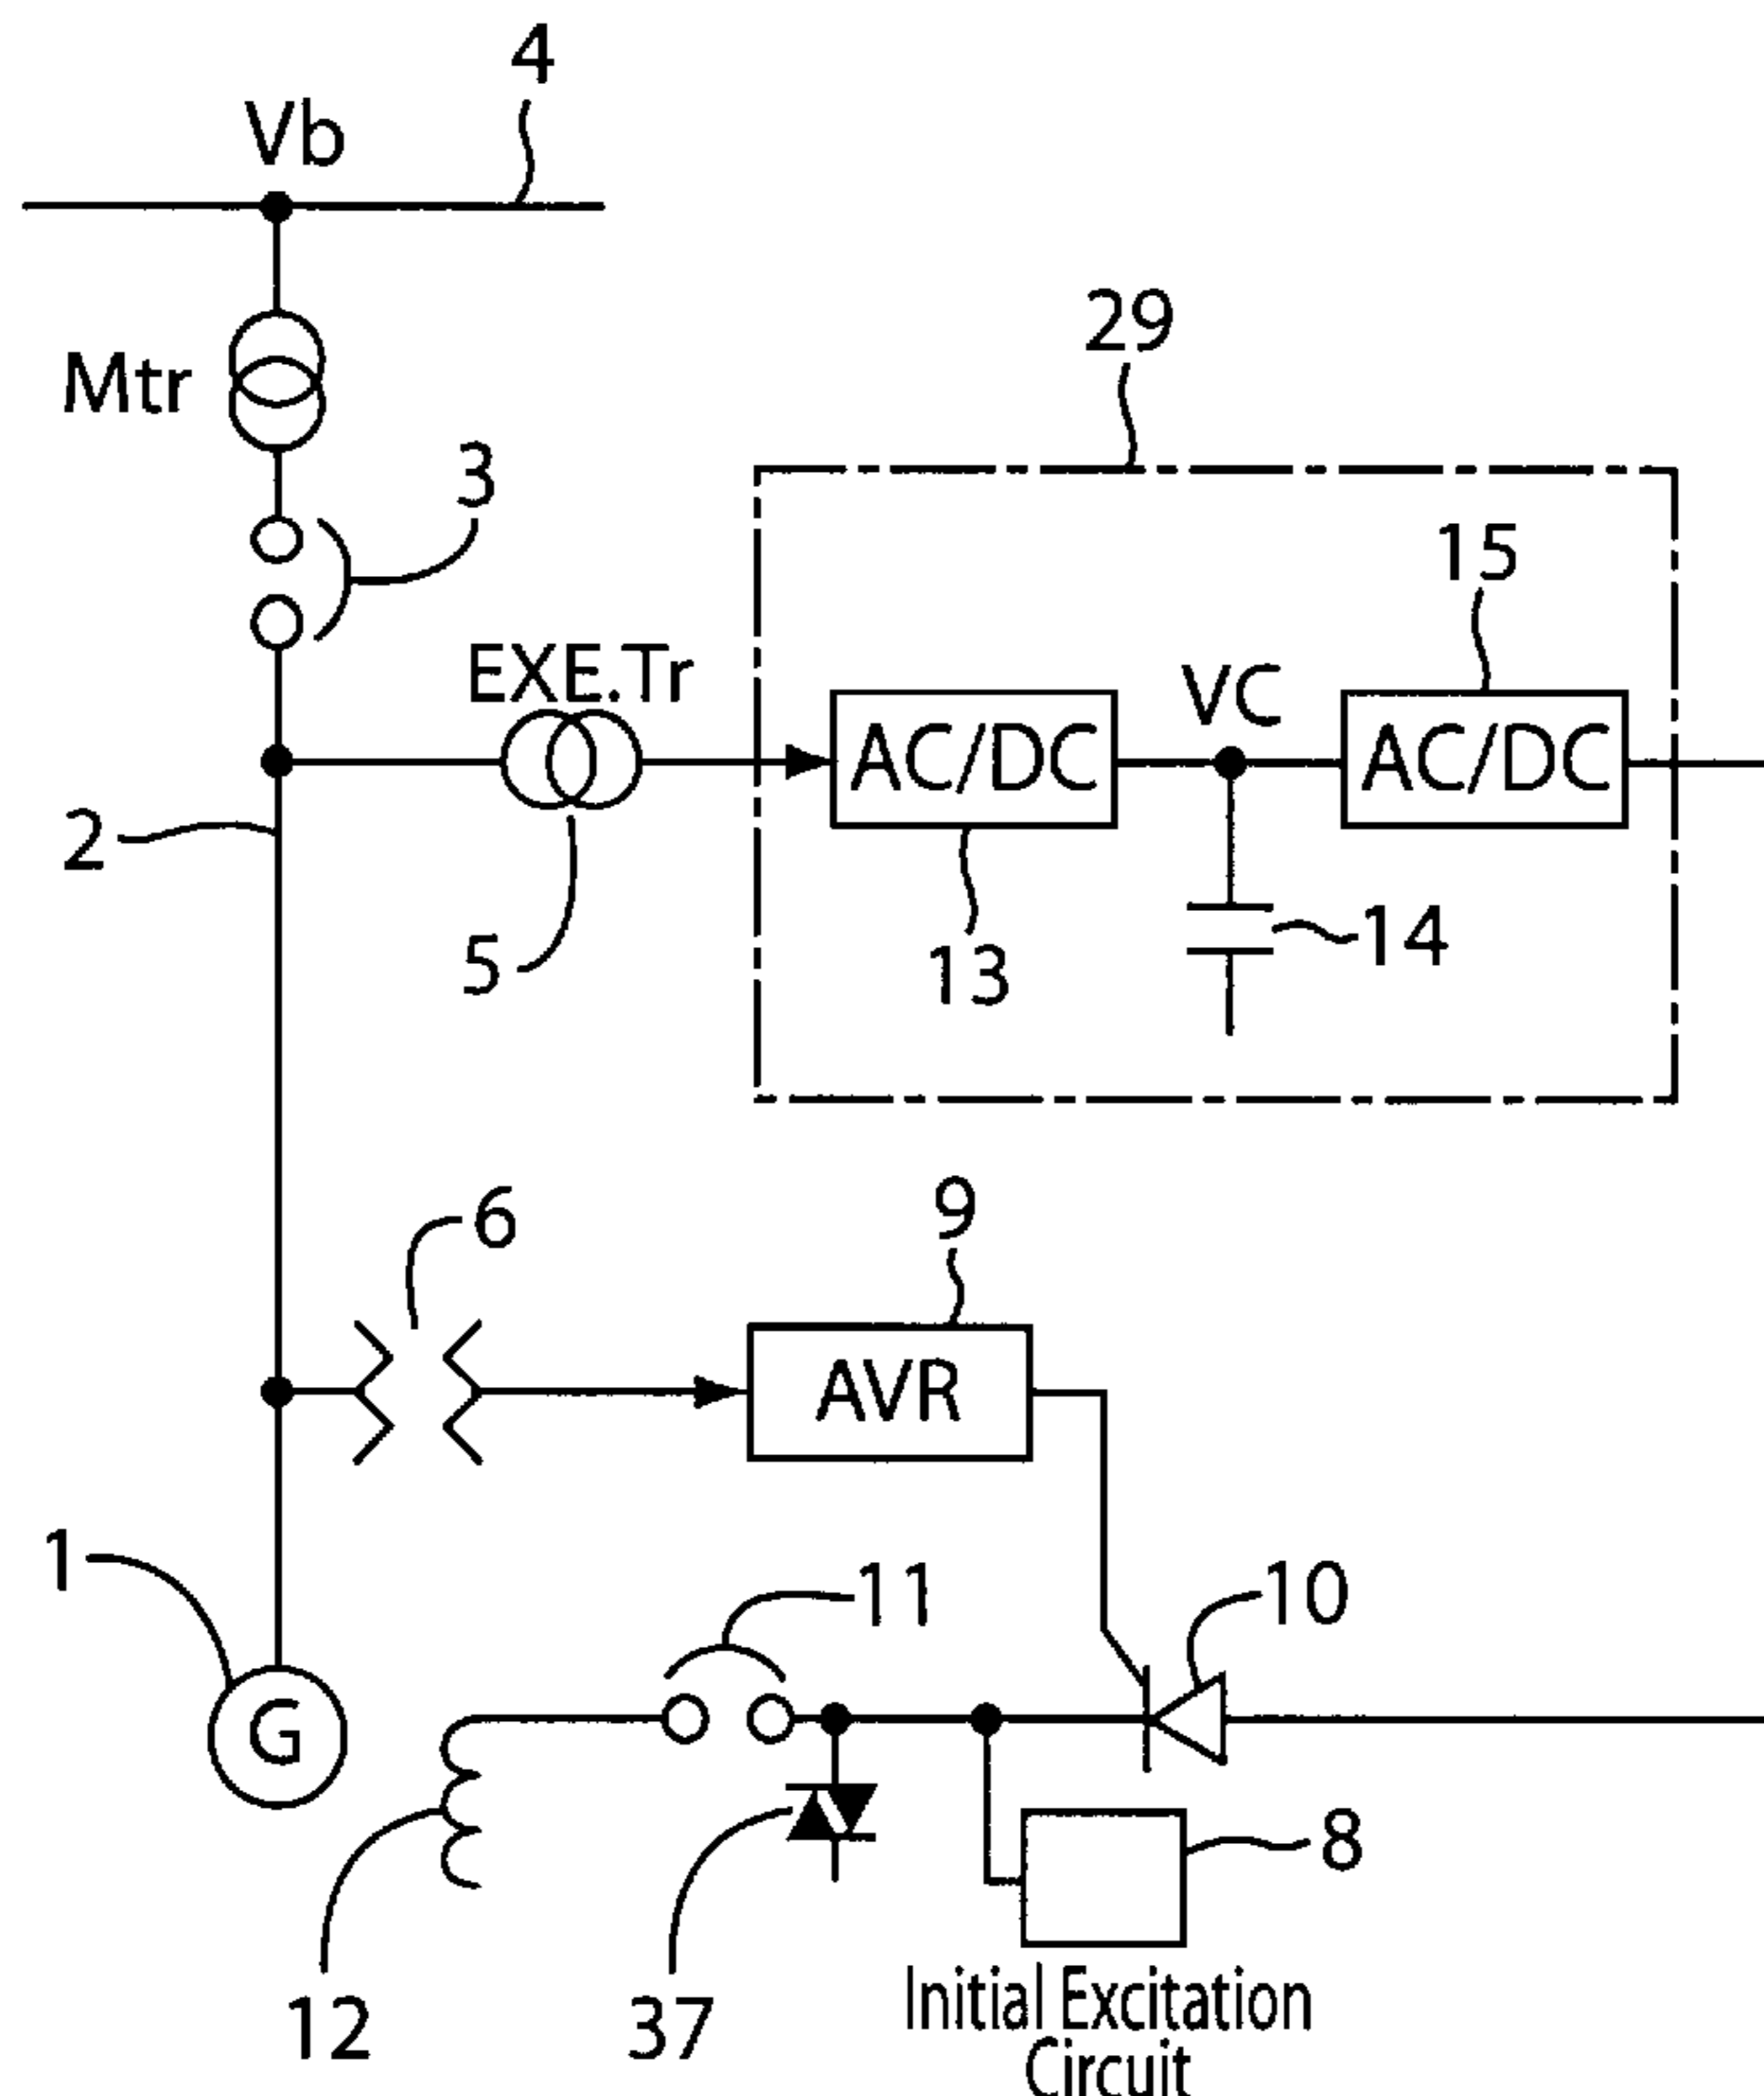 4
Vb
Mtr
3
29
15
EXE.Tr
AC/DC
VC
AC/DC
2
5
13
14
6
9
AVR
1
11
10
G
8
12
37
Initial Excitation
Circuit